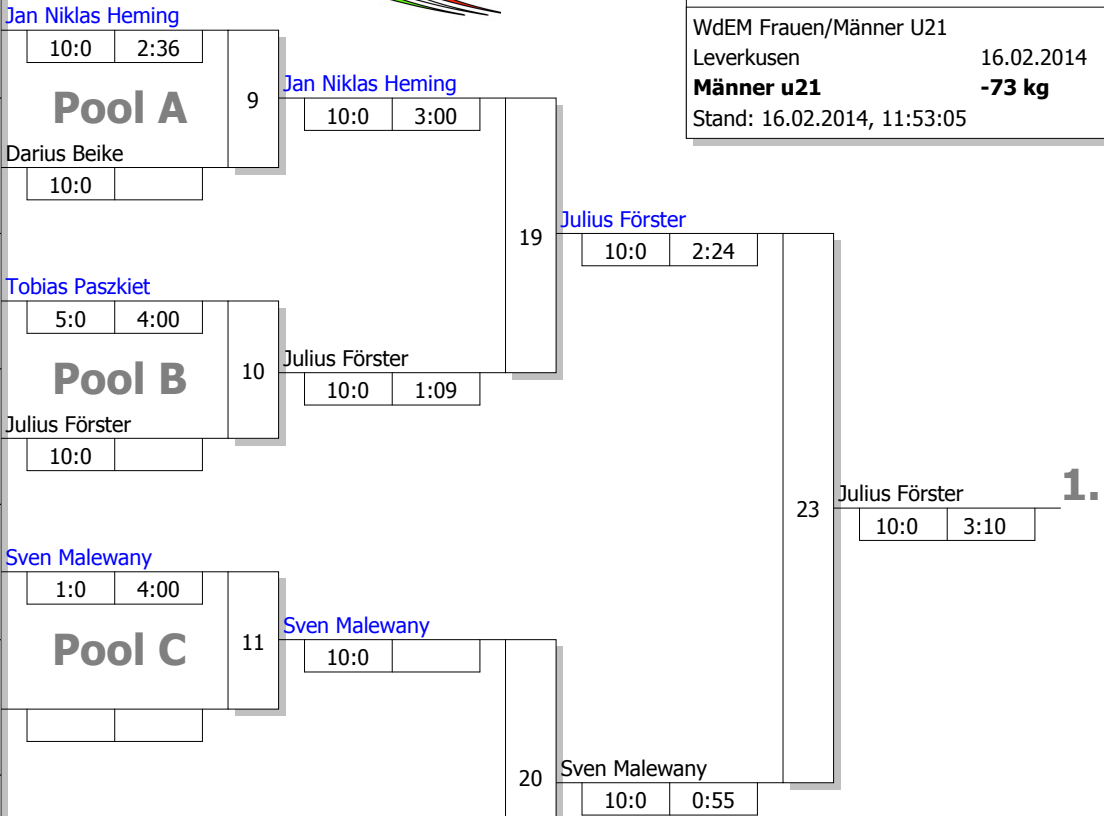 WdEM Frauen/Männer U21
Leverkusen 16.02.2014
Männer u21 -73 kg
Stand: 16.02.2014, 11:53:05
Jan Niklas Heming
10:0 2:36
Pool A
9
Darius Beike
10:0
Jan Niklas Heming
10:0 3:00
Tobias Paszkiet
5:0 4:00
Pool B
10
Julius Förster
10:0
Julius Förster
10:0 1:09
19
Julius Förster
10:0 2:24
Sven Malewany
1:0 4:00
Pool C
11
Sven Malewany
10:0
20
Sven Malewany
10:0 0:55
23
Julius Förster
10:0 3:10
1.